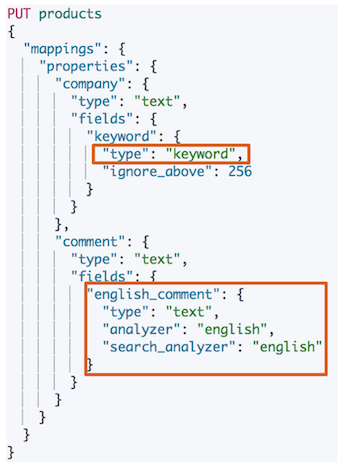 PUT products
{
  "mappings": {
    "properties": {
      "company": {
        "type": "text",
        "fields": {
          "keyword": {
            "type": "keyword",
            "ignore_above": 256
          }
        }
      },
      "comment": {
        "type": "text",
        "fields": {
          "english_comment": {
            "type": "text",
            "analyzer": "english",
            "search_analyzer": "english"
          }
        }
      }
    }
  }
}